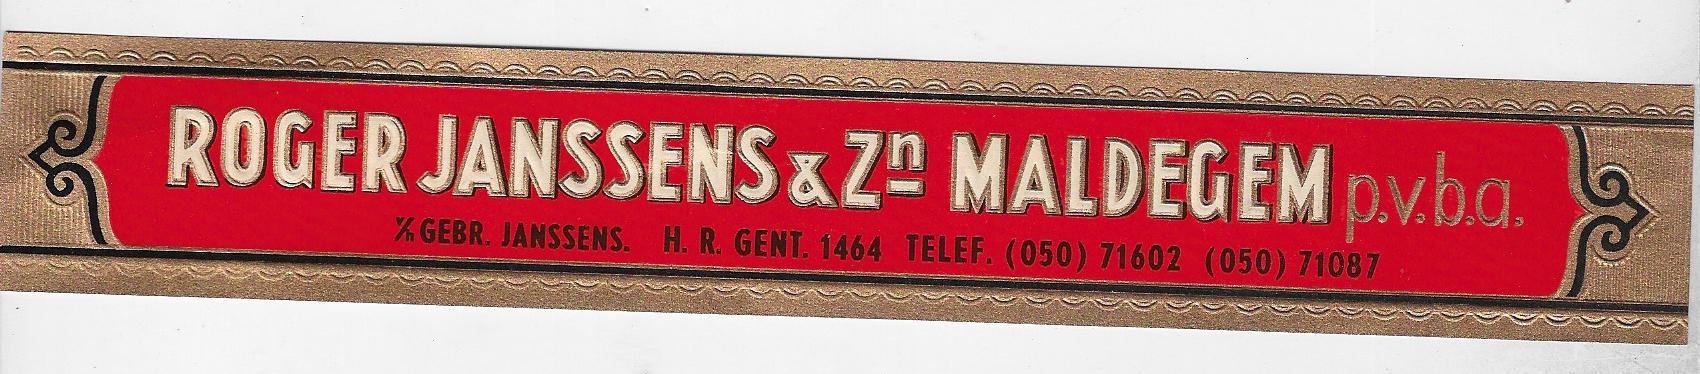 ROGER JANSSENS & Zn MALDEGEM p.v.b.a.
V/h GEBR. JANSSENS. H. R. GENT. 1464 TELEF. (050) 71602 (050) 71087